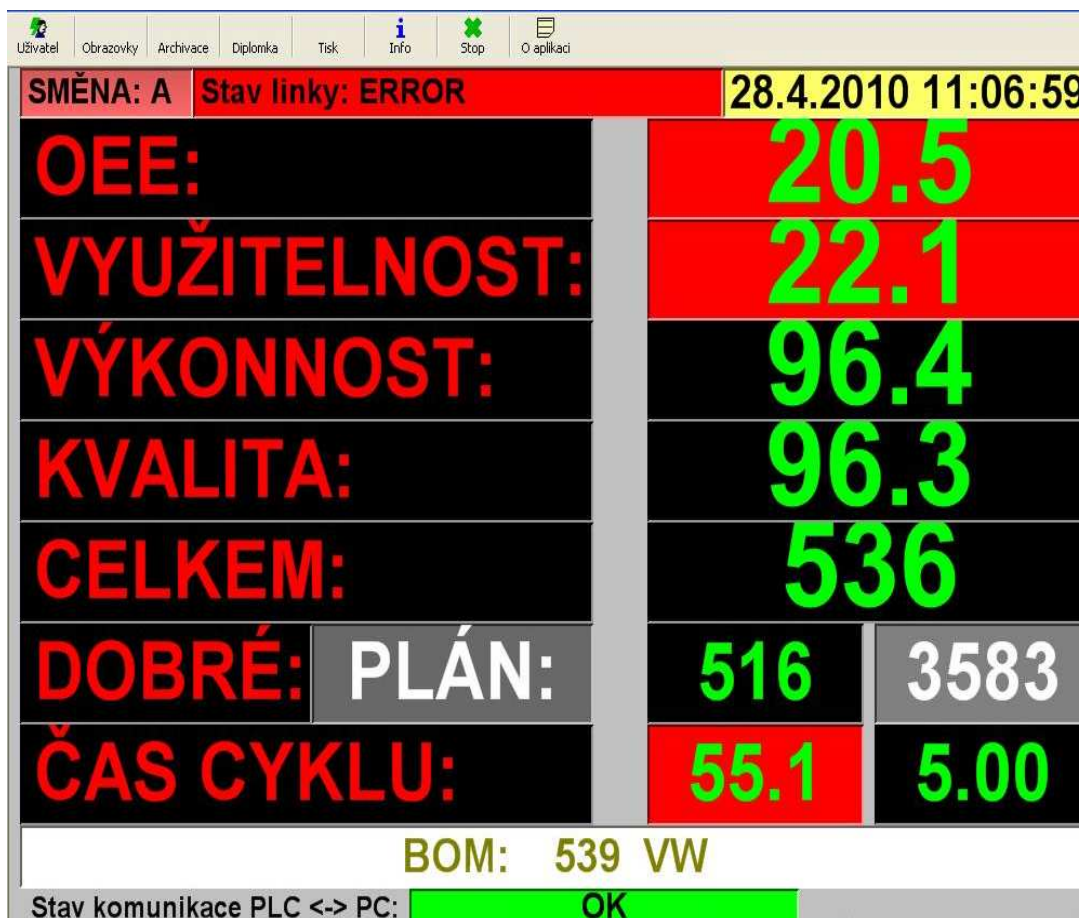 Uživatel Obrazovky Archivace Diplomka Tisk Info Stop O aplikaci
SMĚNA: A Stav linky: ERROR 28.4.2010 11:06:59
OEE: 20.5
VYUŽITELNOST: 22.1
VÝKONNOST: 96.4
KVALITA: 96.3
CELKEM: 536
DOBRÉ: PLÁN: 516 3583
ČAS CYKLU: 55.1 5.00
BOM: 539 VW
Stav komunikace PLC <-> PC: OK